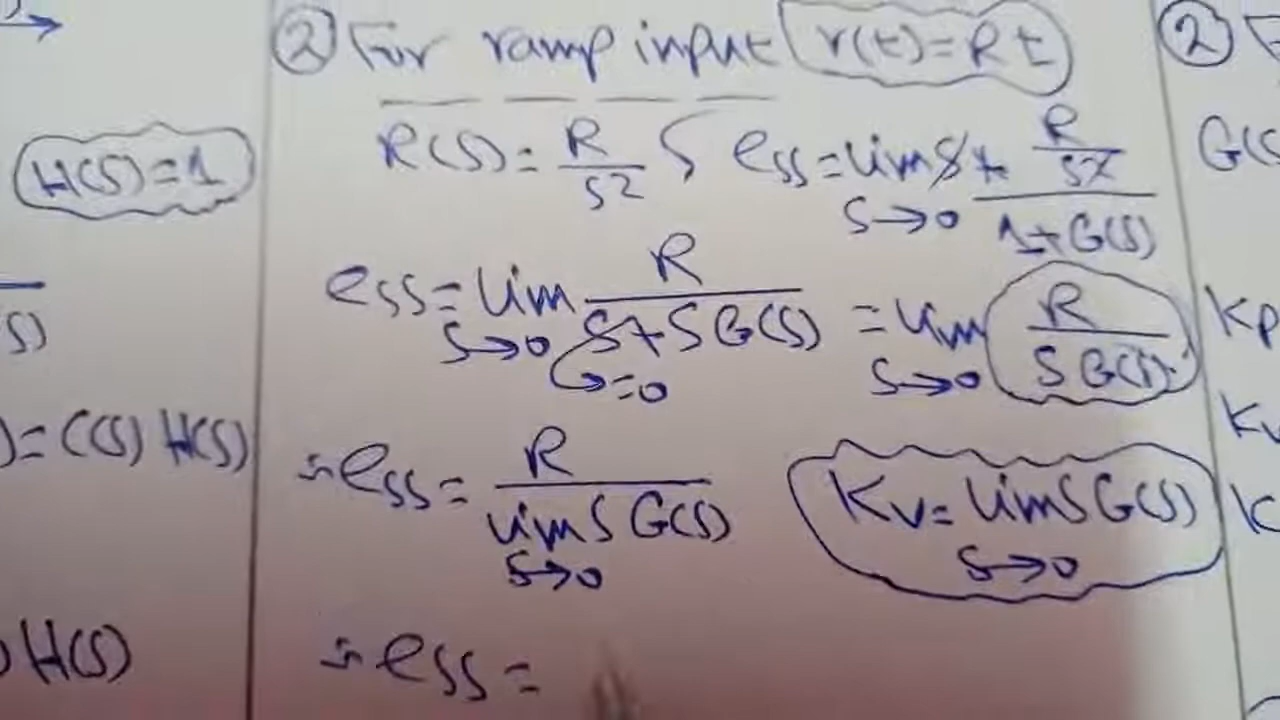 ② For ramp input r(t)=Rt
R(s)=R/s2 , ess=lim s→0 s* (R/s2)/(1+G(s))
ess=lim s→0 R/(s+sG(s)) =lim s→0 R/(sG(s))
↳=0
∴ess=R/(lim s→0 sG(s)) Kv=lim s→0 sG(s)
∴ess=
H(s)=1
s)
)=C(s) H(s)
H(s)
②
G(s
Kp
Kv
K